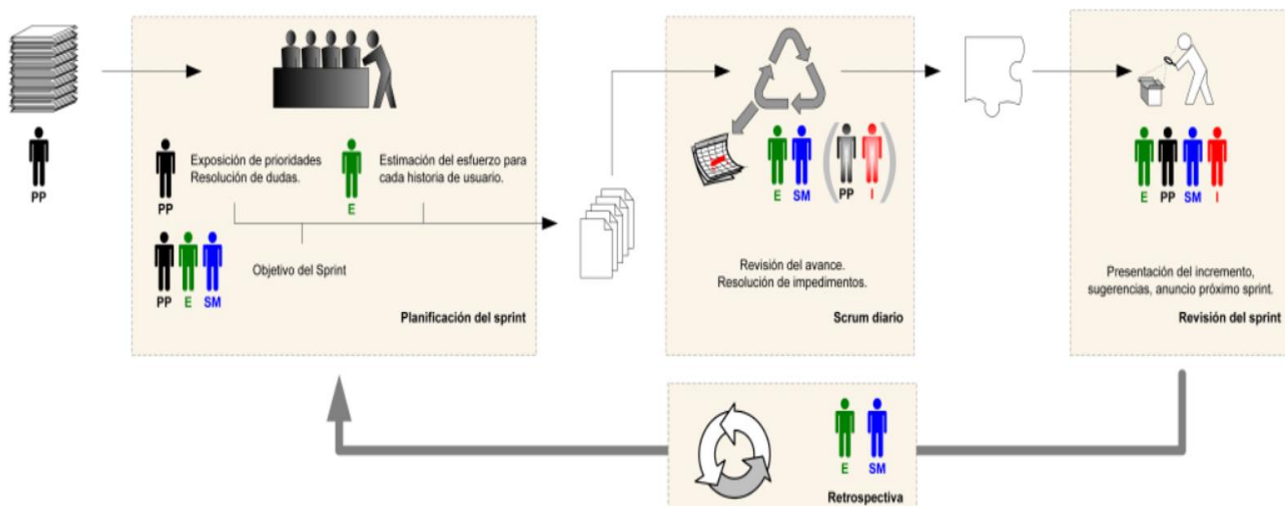 PP
Exposición de prioridades
Resolución de dudas.
PP
Estimación del esfuerzo para
cada historia de usuario.
E
Objetivo del Sprint
PP E SM
Planificación del sprint
E SM ( PP I )
Revisión del avance.
Resolución de impedimentos.
Scrum diario
E PP SM I
Presentación del incremento,
sugerencias, anuncio próximo sprint.
Revisión del sprint
E SM
Retrospectiva